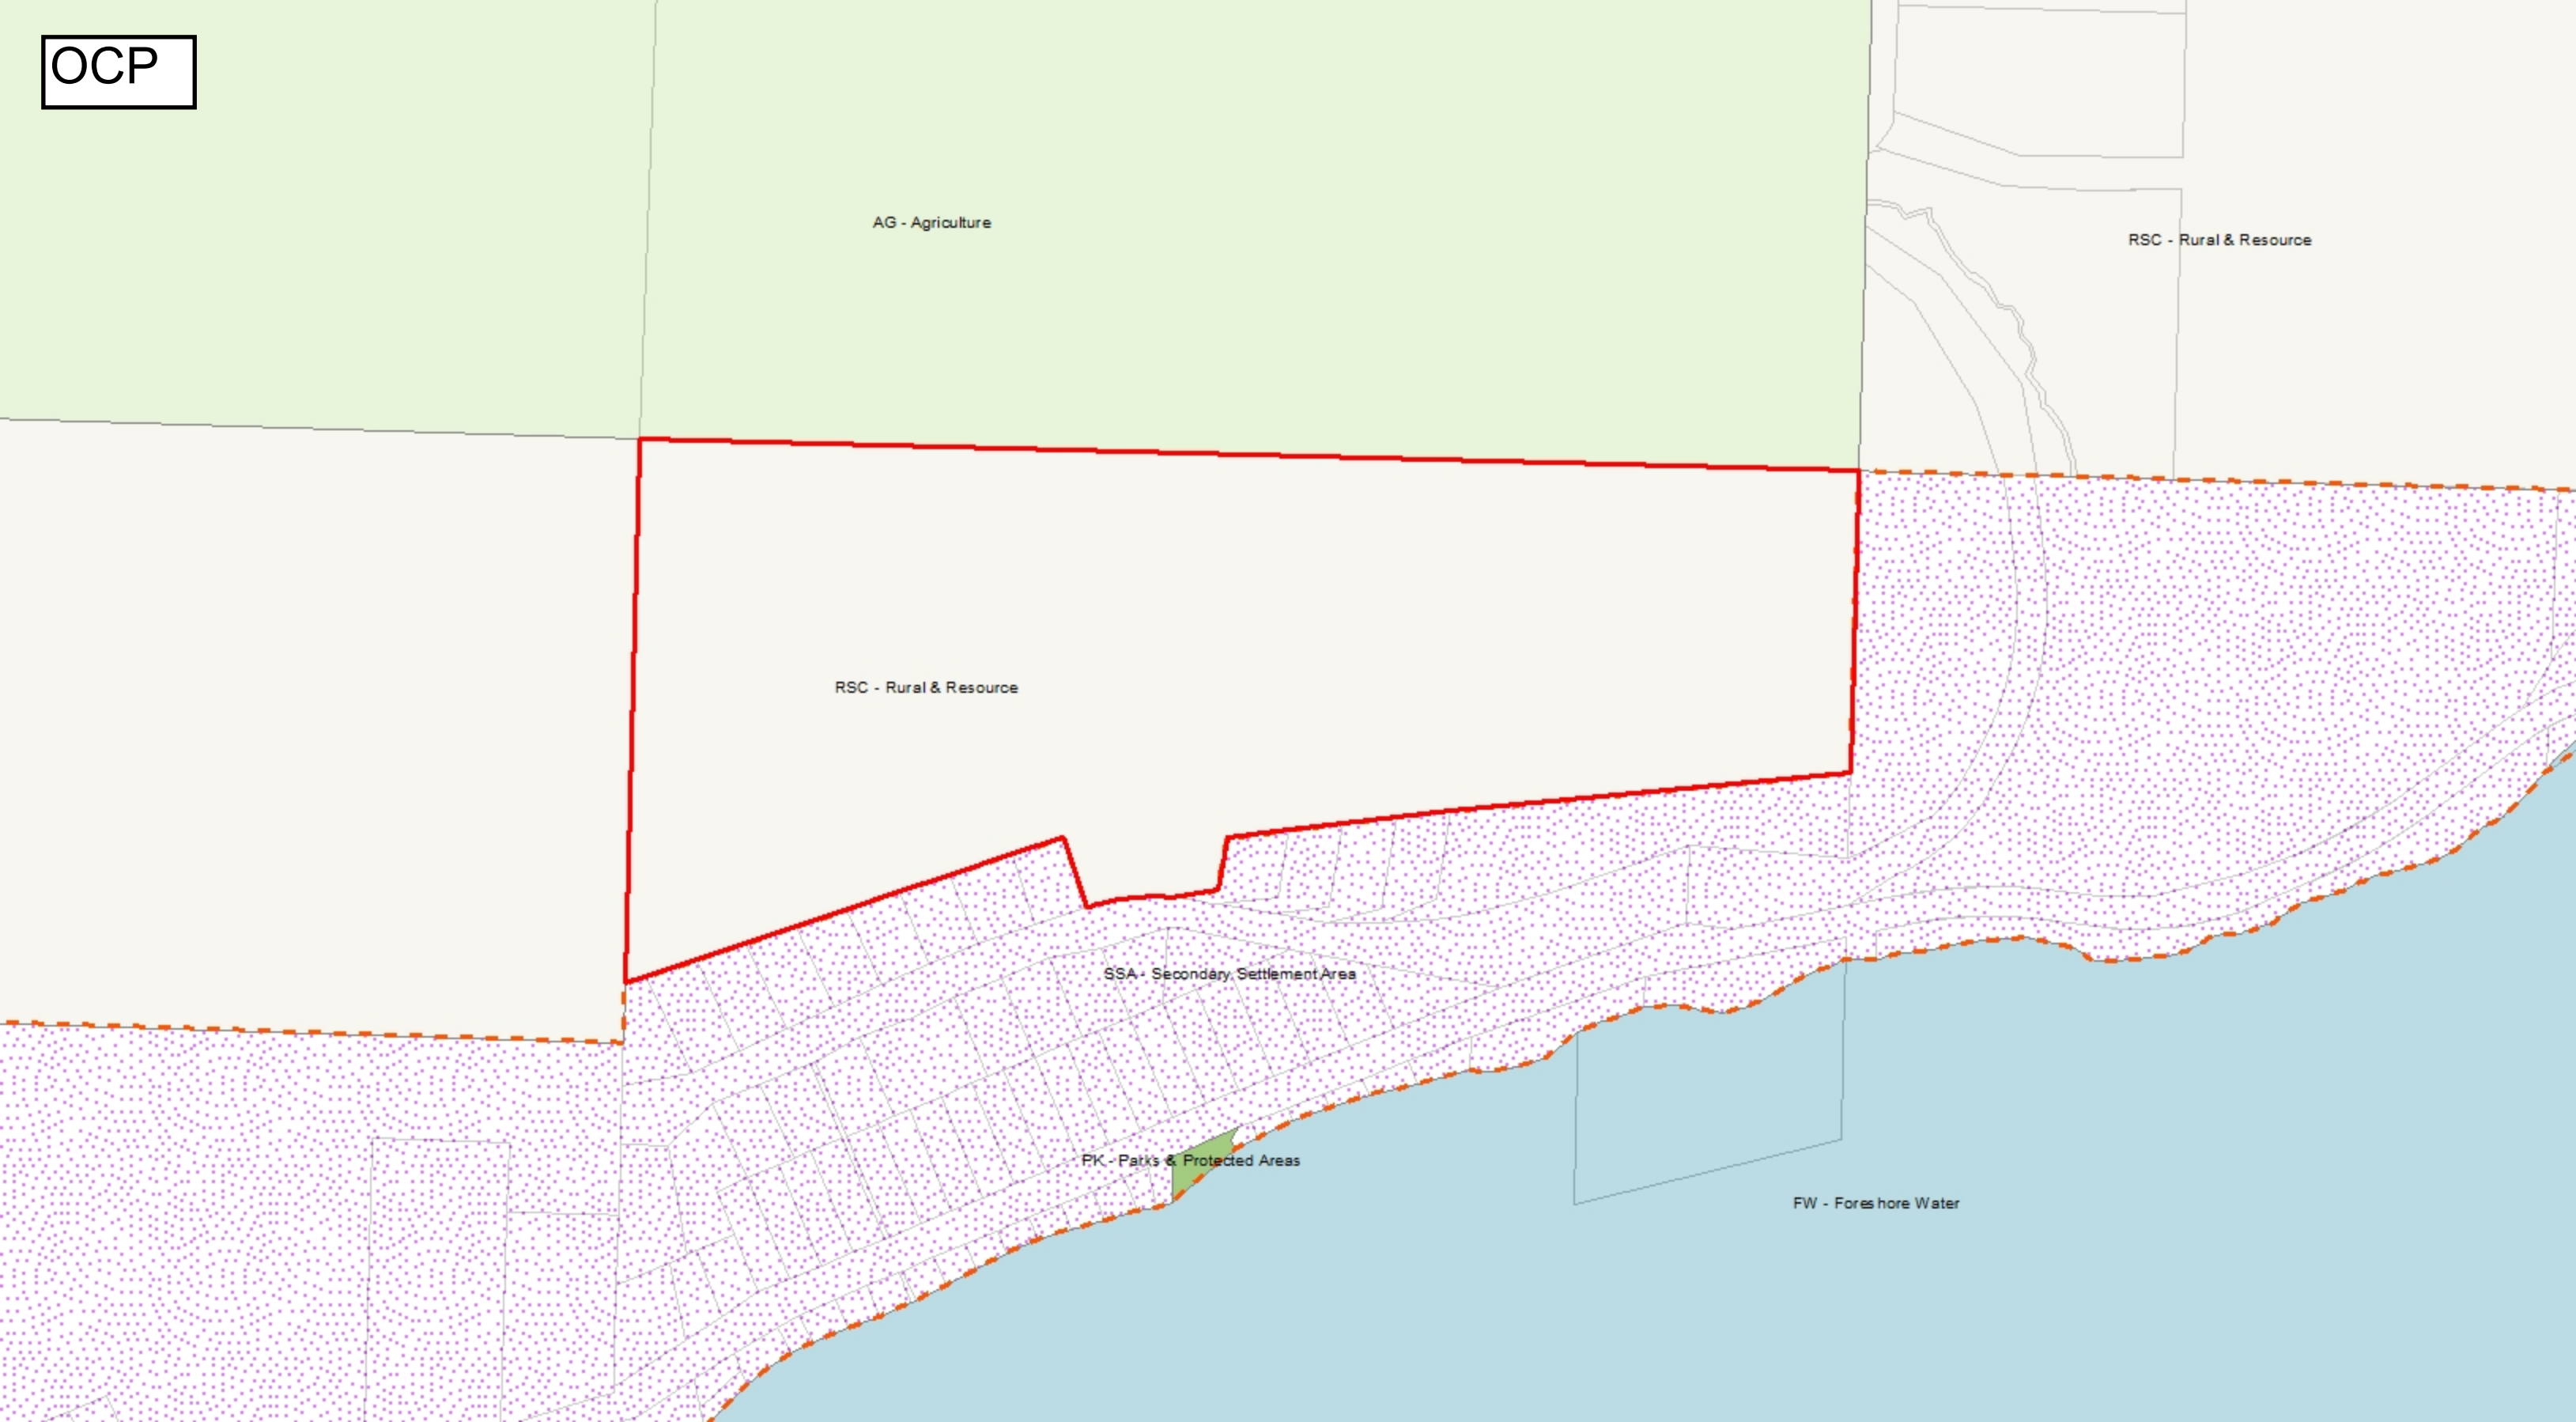 OCP
AG - Agriculture
RSC - Rural & Resource
RSC - Rural & Resource
SSA - Secondary Settlement Area
PK - Parks & Protected Areas
FW - Foreshore Water